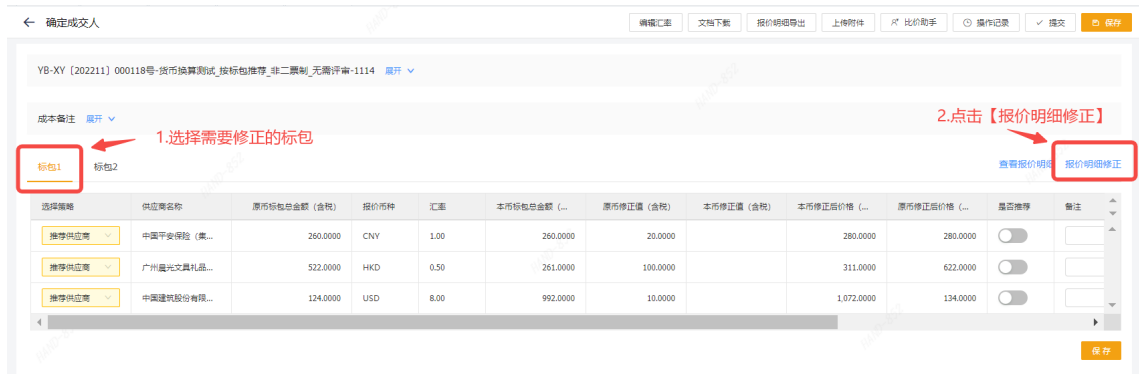 ← 确定成交人 编辑汇率 文档下载 报价明细导出 上传附件 比价助手 操作记录 提交 保存
YB-XY〔202211〕000118号-货币换算测试_按标包推荐_非二票制_无需评审-1114 展开
成本备注 展开
2.点击【报价明细修正】
1.选择需要修正的标包
标包1 标包2 查看报价明细 报价明细修正
选择策略 供应商名称 原币标包总金额（含税） 报价币种 汇率 本币标包总金额（... 原币修正值（含税） 本币修正值（含税） 本币修正后价格（... 原币修正后价格（... 是否推荐 备注
推荐供应商 中国平安保险（集... 260.0000 CNY 1.00 260.0000 20.0000 280.0000 280.0000
推荐供应商 广州晨光文具礼品... 522.0000 HKD 0.50 261.0000 100.0000 311.0000 622.0000
推荐供应商 中国建筑股份有限... 124.0000 USD 8.00 992.0000 10.0000 1,072.0000 134.0000
保存